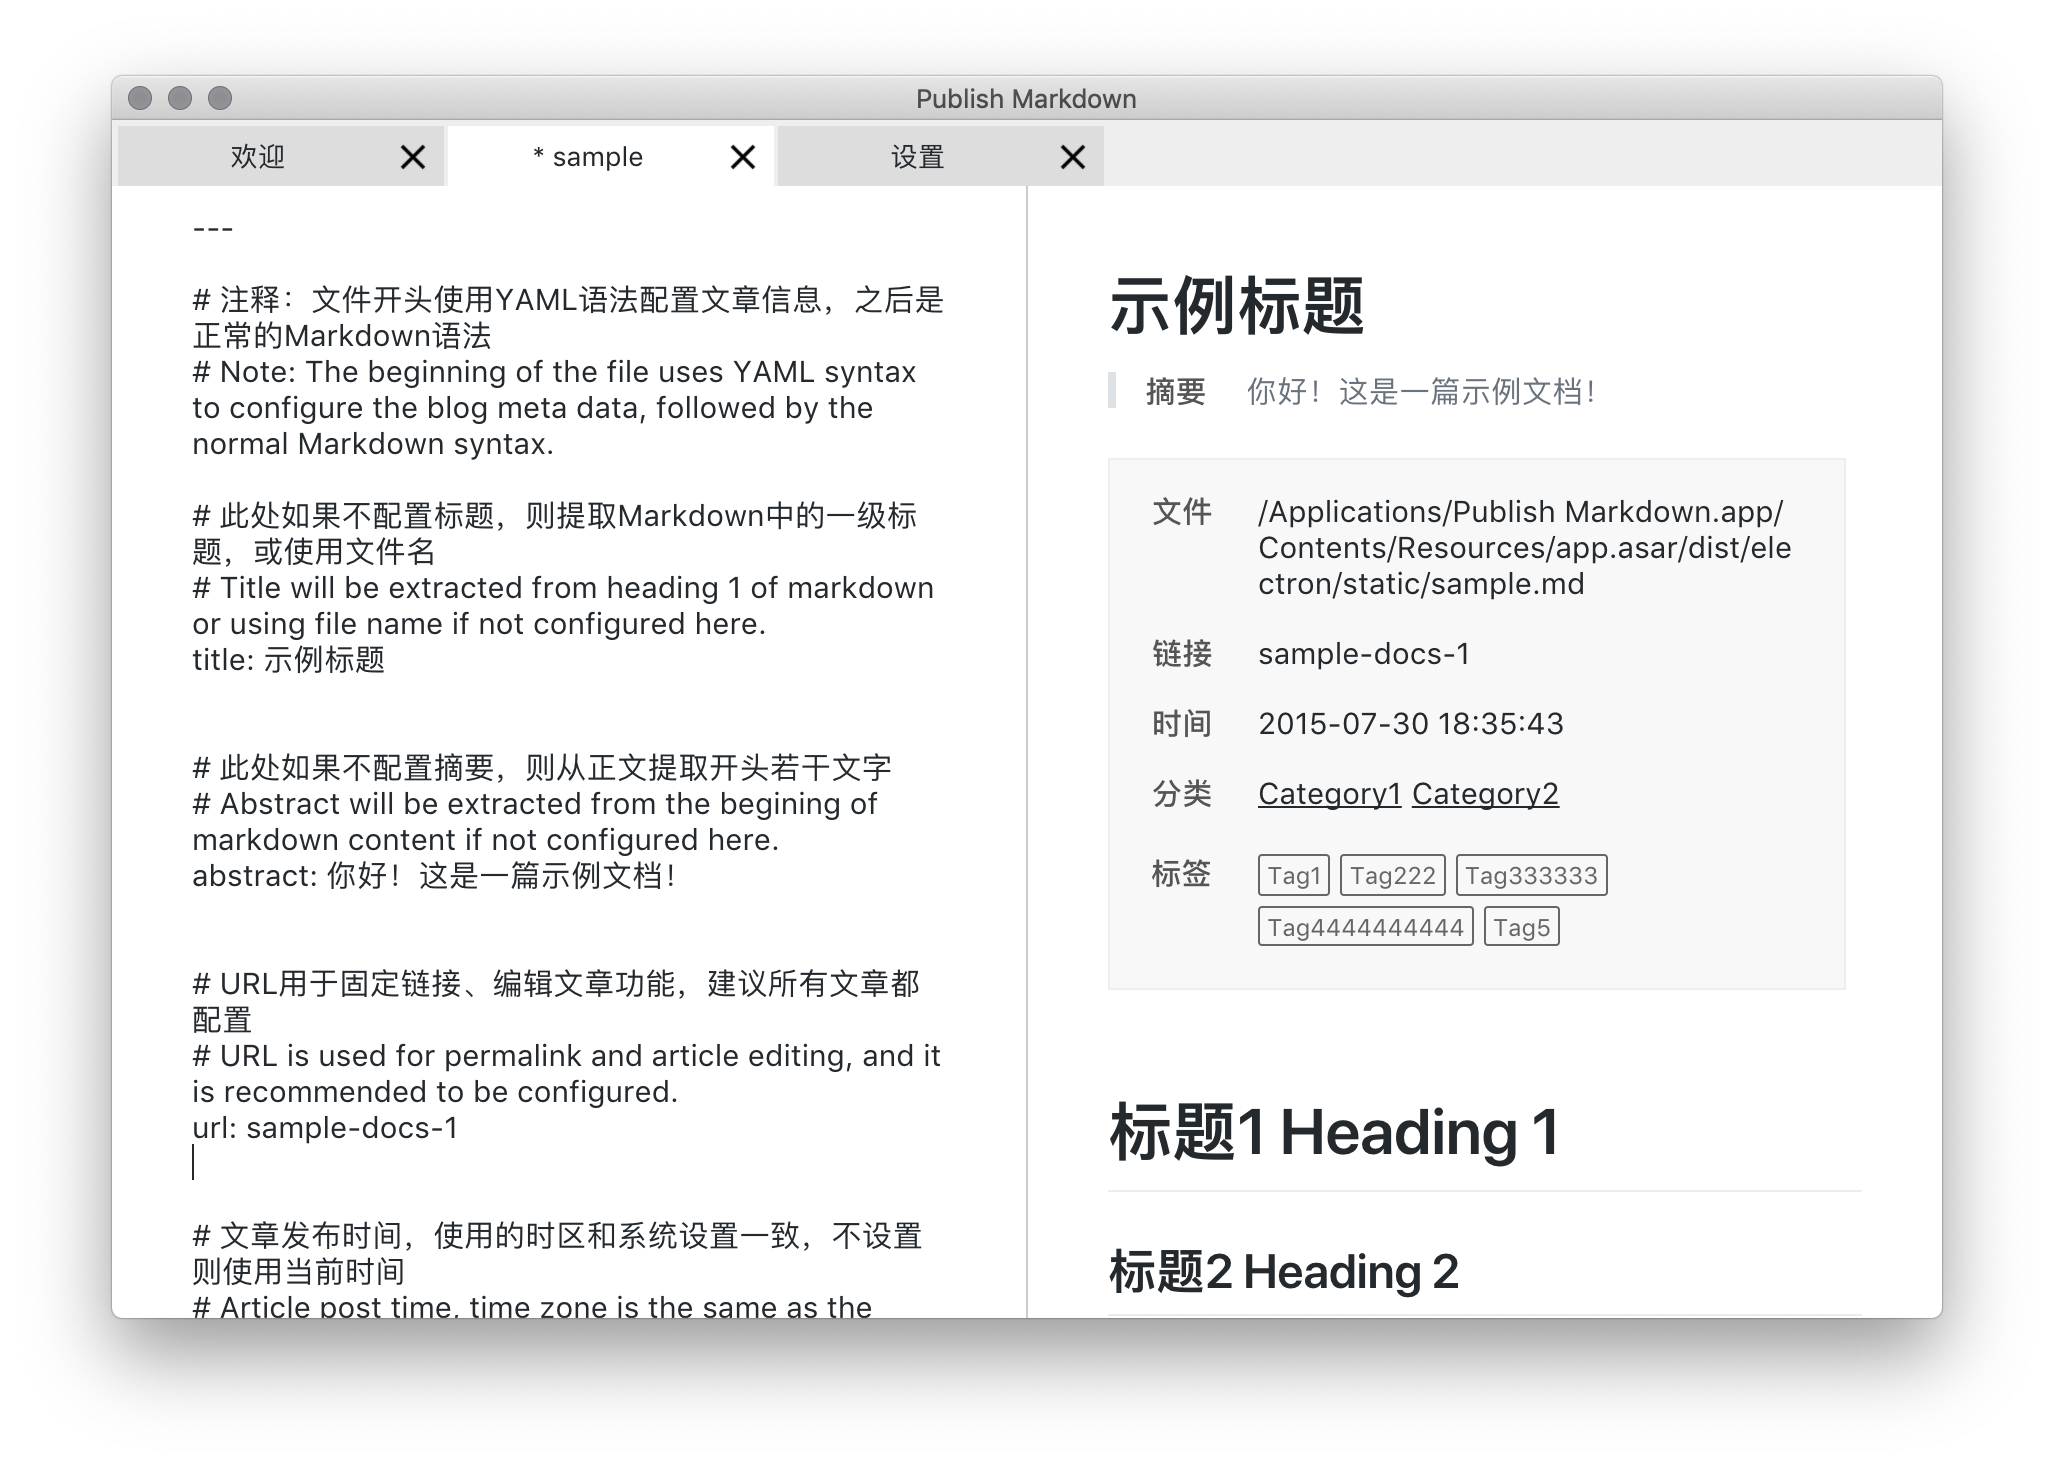 Publish Markdown
欢迎
* sample
设置
---
# 注释：文件开头使用YAML语法配置文章信息，之后是
正常的Markdown语法
# Note: The beginning of the file uses YAML syntax
to configure the blog meta data, followed by the
normal Markdown syntax.
# 此处如果不配置标题，则提取Markdown中的一级标
题，或使用文件名
# Title will be extracted from heading 1 of markdown
or using file name if not configured here.
title: 示例标题
# 此处如果不配置摘要，则从正文提取开头若干文字
# Abstract will be extracted from the begining of
markdown content if not configured here.
abstract: 你好！这是一篇示例文档！
# URL用于固定链接、编辑文章功能，建议所有文章都
配置
# URL is used for permalink and article editing, and it
is recommended to be configured.
url: sample-docs-1
# 文章发布时间，使用的时区和系统设置一致，不设置
则使用当前时间
# Article post time, time zone is the same as the
示例标题
摘要 你好！这是一篇示例文档！
文件 /Applications/Publish Markdown.app/
Contents/Resources/app.asar/dist/ele
ctron/static/sample.md
链接 sample-docs-1
时间 2015-07-30 18:35:43
分类 Category1 Category2
标签 Tag1 Tag222 Tag333333
Tag4444444444 Tag5
标题1 Heading 1
标题2 Heading 2